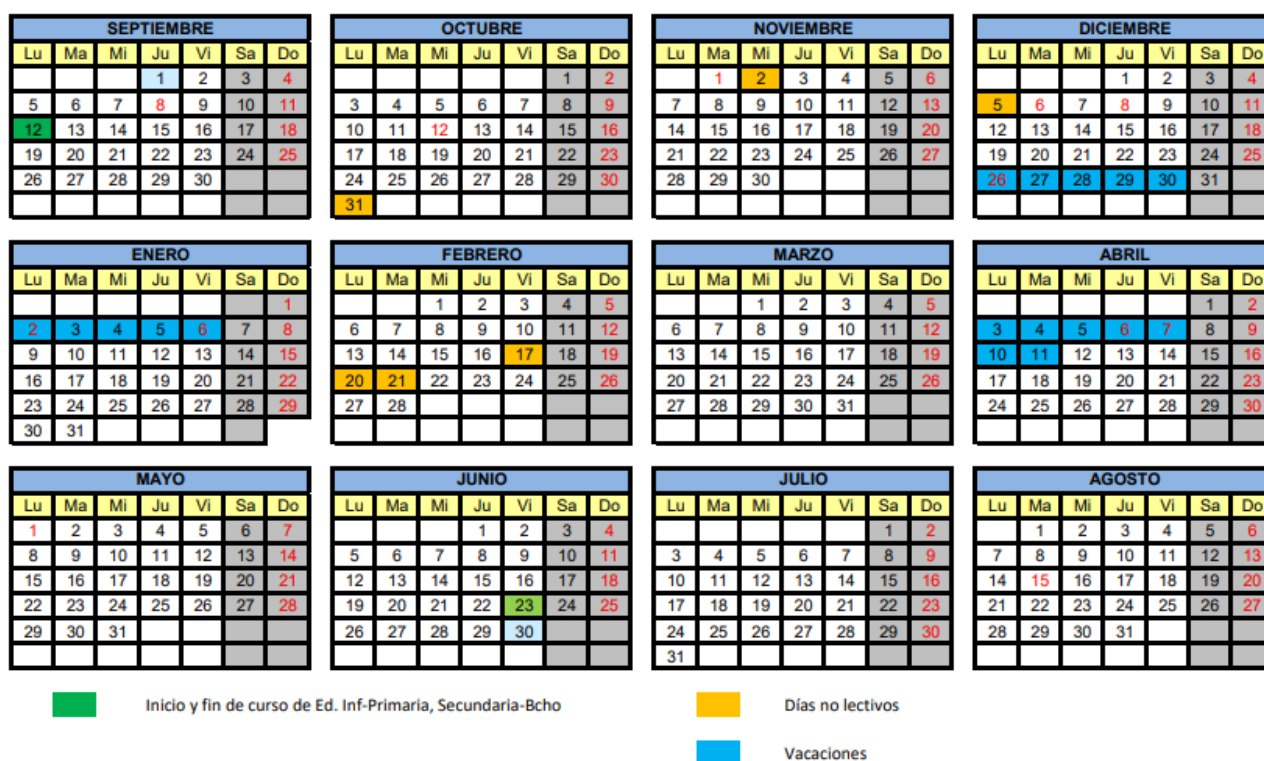 SEPTIEMBRE OCTUBRE NOVIEMBRE DICIEMBRE
Lu Ma Mi Ju Vi Sa Do Lu Ma Mi Ju Vi Sa Do Lu Ma Mi Ju Vi Sa Do Lu Ma Mi Ju Vi Sa Do
1 2 3 4 1 2 1 2 3 4 5 6 1 2 3 4
5 6 7 8 9 10 11 3 4 5 6 7 8 9 7 8 9 10 11 12 13 5 6 7 8 9 10 11
12 13 14 15 16 17 18 10 11 12 13 14 15 16 14 15 16 17 18 19 20 12 13 14 15 16 17 18
19 20 21 22 23 24 25 17 18 19 20 21 22 23 21 22 23 24 25 26 27 19 20 21 22 23 24 25
26 27 28 29 30 24 25 26 27 28 29 30 28 29 30 26 27 28 29 30 31
31
ENERO FEBRERO MARZO ABRIL
Lu Ma Mi Ju Vi Sa Do Lu Ma Mi Ju Vi Sa Do Lu Ma Mi Ju Vi Sa Do Lu Ma Mi Ju Vi Sa Do
1 1 2 3 4 5 1 2 3 4 5 1 2
2 3 4 5 6 7 8 6 7 8 9 10 11 12 6 7 8 9 10 11 12 3 4 5 6 7 8 9
9 10 11 12 13 14 15 13 14 15 16 17 18 19 13 14 15 16 17 18 19 10 11 12 13 14 15 16
16 17 18 19 20 21 22 20 21 22 23 24 25 26 20 21 22 23 24 25 26 17 18 19 20 21 22 23
23 24 25 26 27 28 29 27 28 27 28 29 30 31 24 25 26 27 28 29 30
30 31
MAYO JUNIO JULIO AGOSTO
Lu Ma Mi Ju Vi Sa Do Lu Ma Mi Ju Vi Sa Do Lu Ma Mi Ju Vi Sa Do Lu Ma Mi Ju Vi Sa Do
1 2 3 4 5 6 7 1 2 3 4 1 2 1 2 3 4 5 6
8 9 10 11 12 13 14 5 6 7 8 9 10 11 3 4 5 6 7 8 9 7 8 9 10 11 12 13
15 16 17 18 19 20 21 12 13 14 15 16 17 18 10 11 12 13 14 15 16 14 15 16 17 18 19 20
22 23 24 25 26 27 28 19 20 21 22 23 24 25 17 18 19 20 21 22 23 21 22 23 24 25 26 27
29 30 31 26 27 28 29 30 24 25 26 27 28 29 30 28 29 30 31
31
Inicio y fin de curso de Ed. Inf-Primaria, Secundaria-Bcho Días no lectivos
Vacaciones